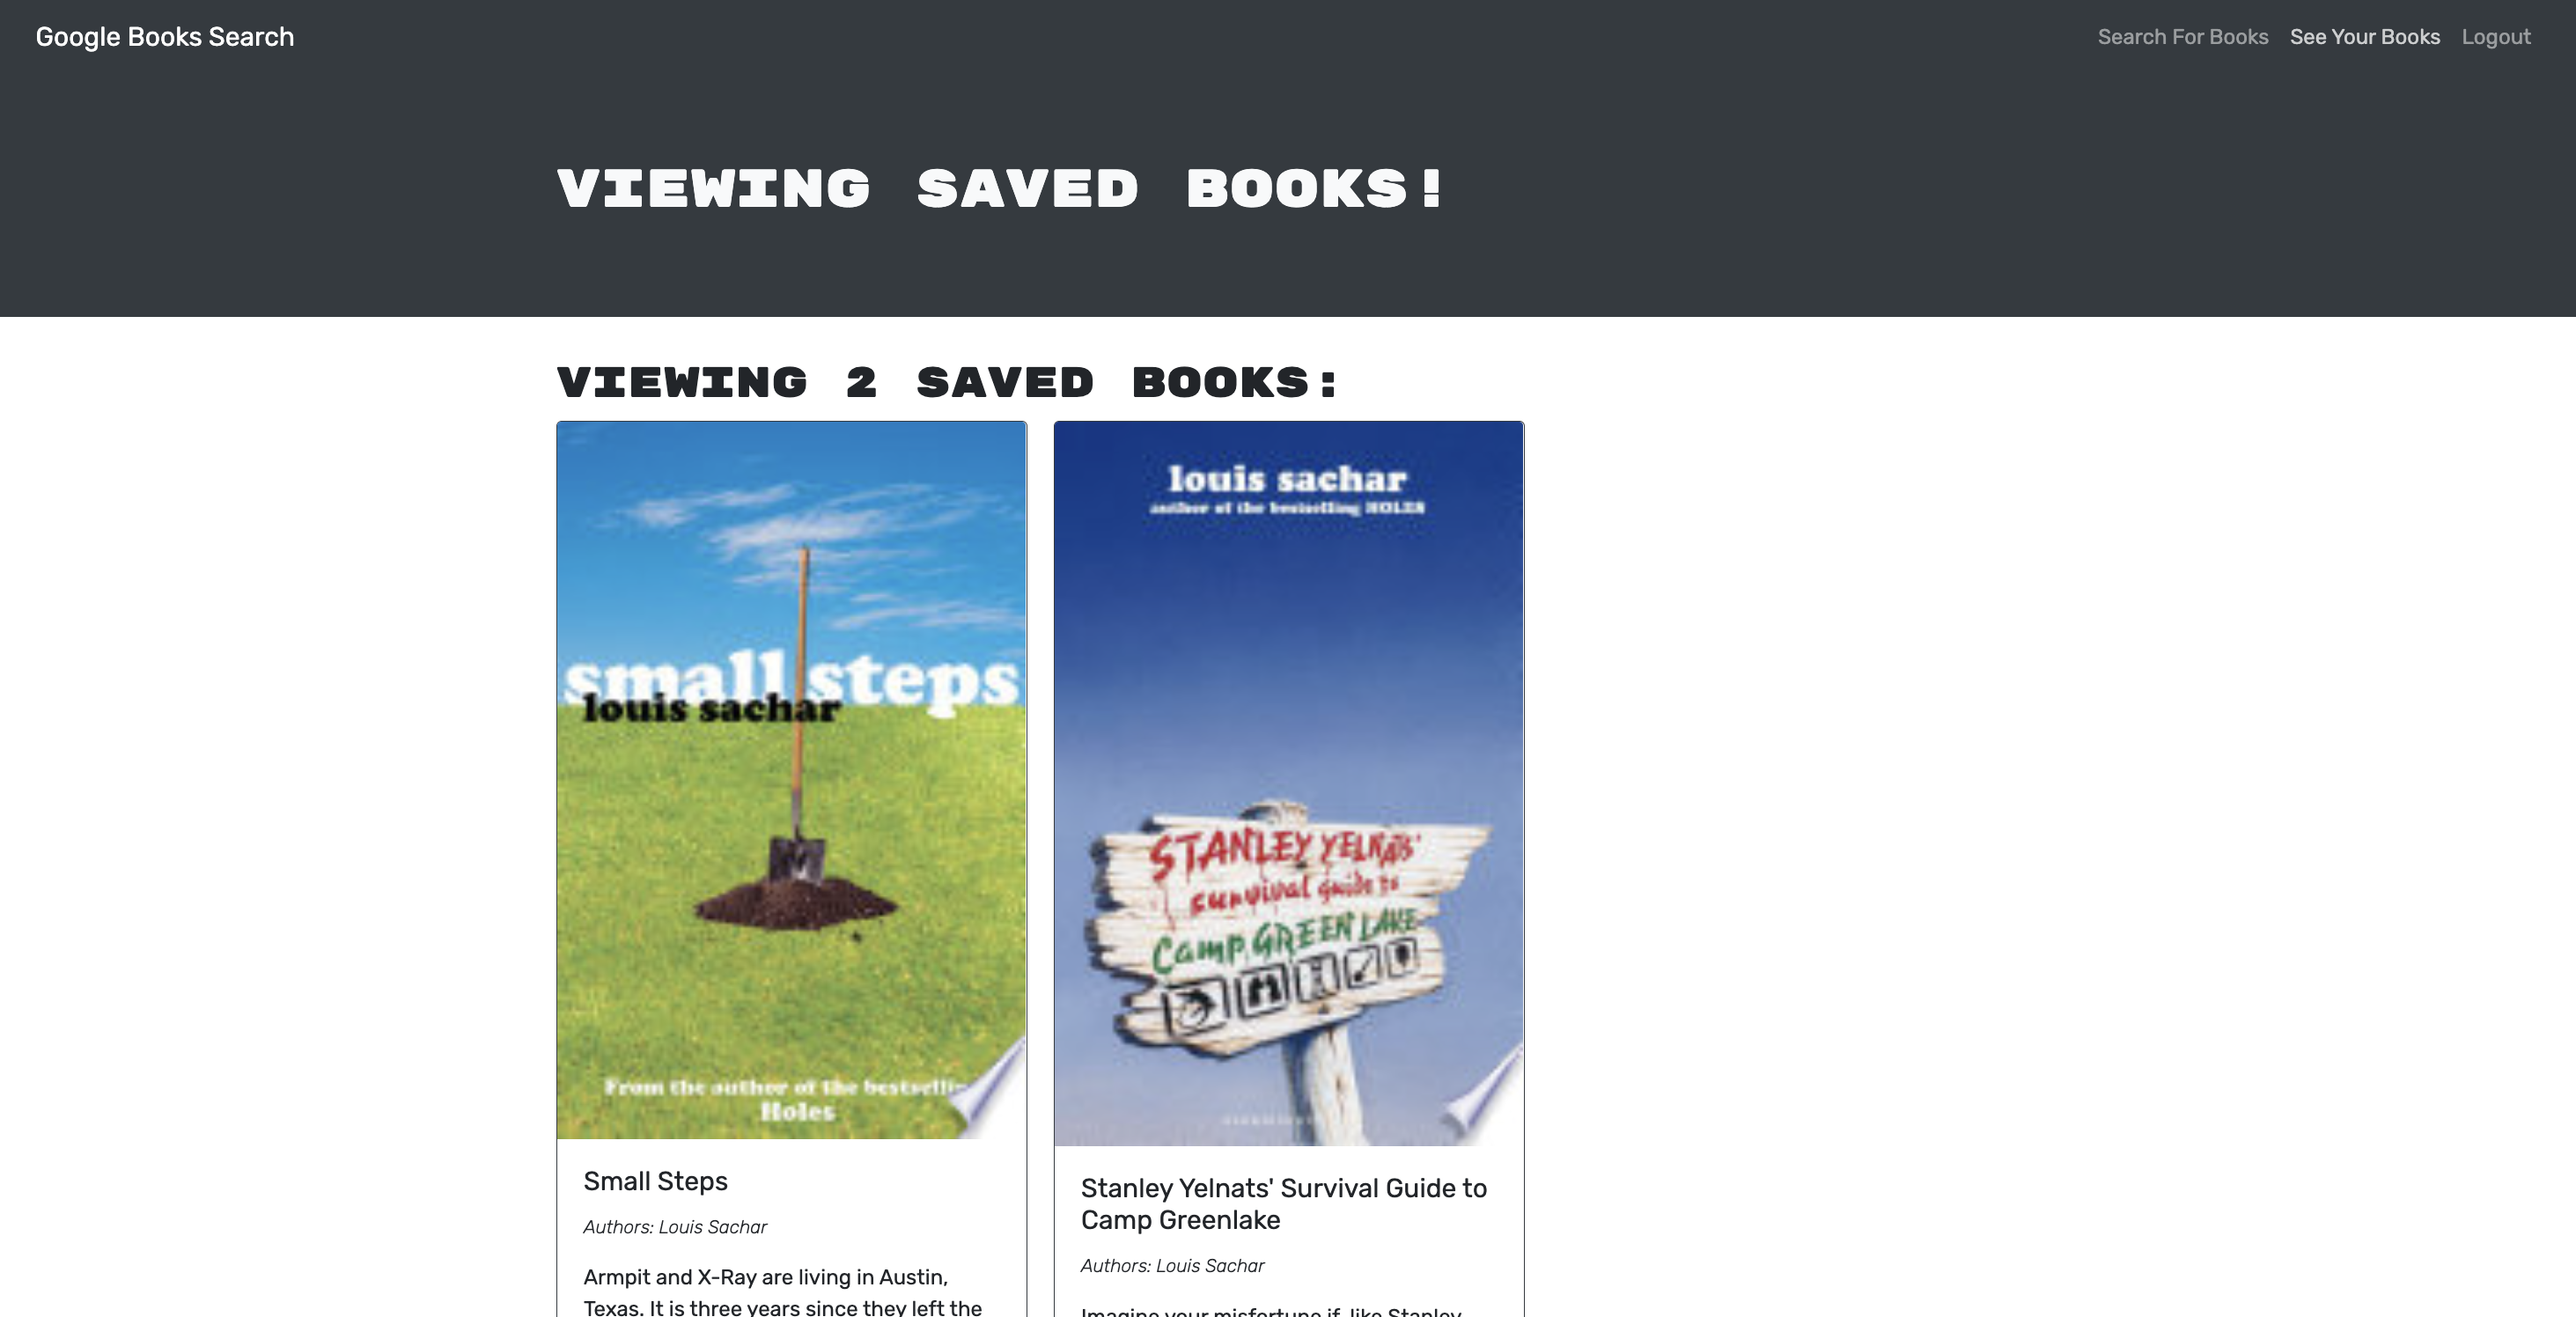 Google Books Search
Search For Books See Your Books Logout
VIEWING SAVED BOOKS!
VIEWING 2 SAVED BOOKS:
small steps
louis sachar
From the author of the
Holes
Small Steps
Authors: Louis Sachar
Armpit and X-Ray are living in Austin,
Texas. It is three years since they left the
louis sachar
author of the bestselling HOLES
STANLEY YELNATS'
survival guide to
Camp GREEN LAKE
Stanley Yelnats' Survival Guide to
Camp Greenlake
Authors: Louis Sachar
Imagine your misfortune if, like Stanley